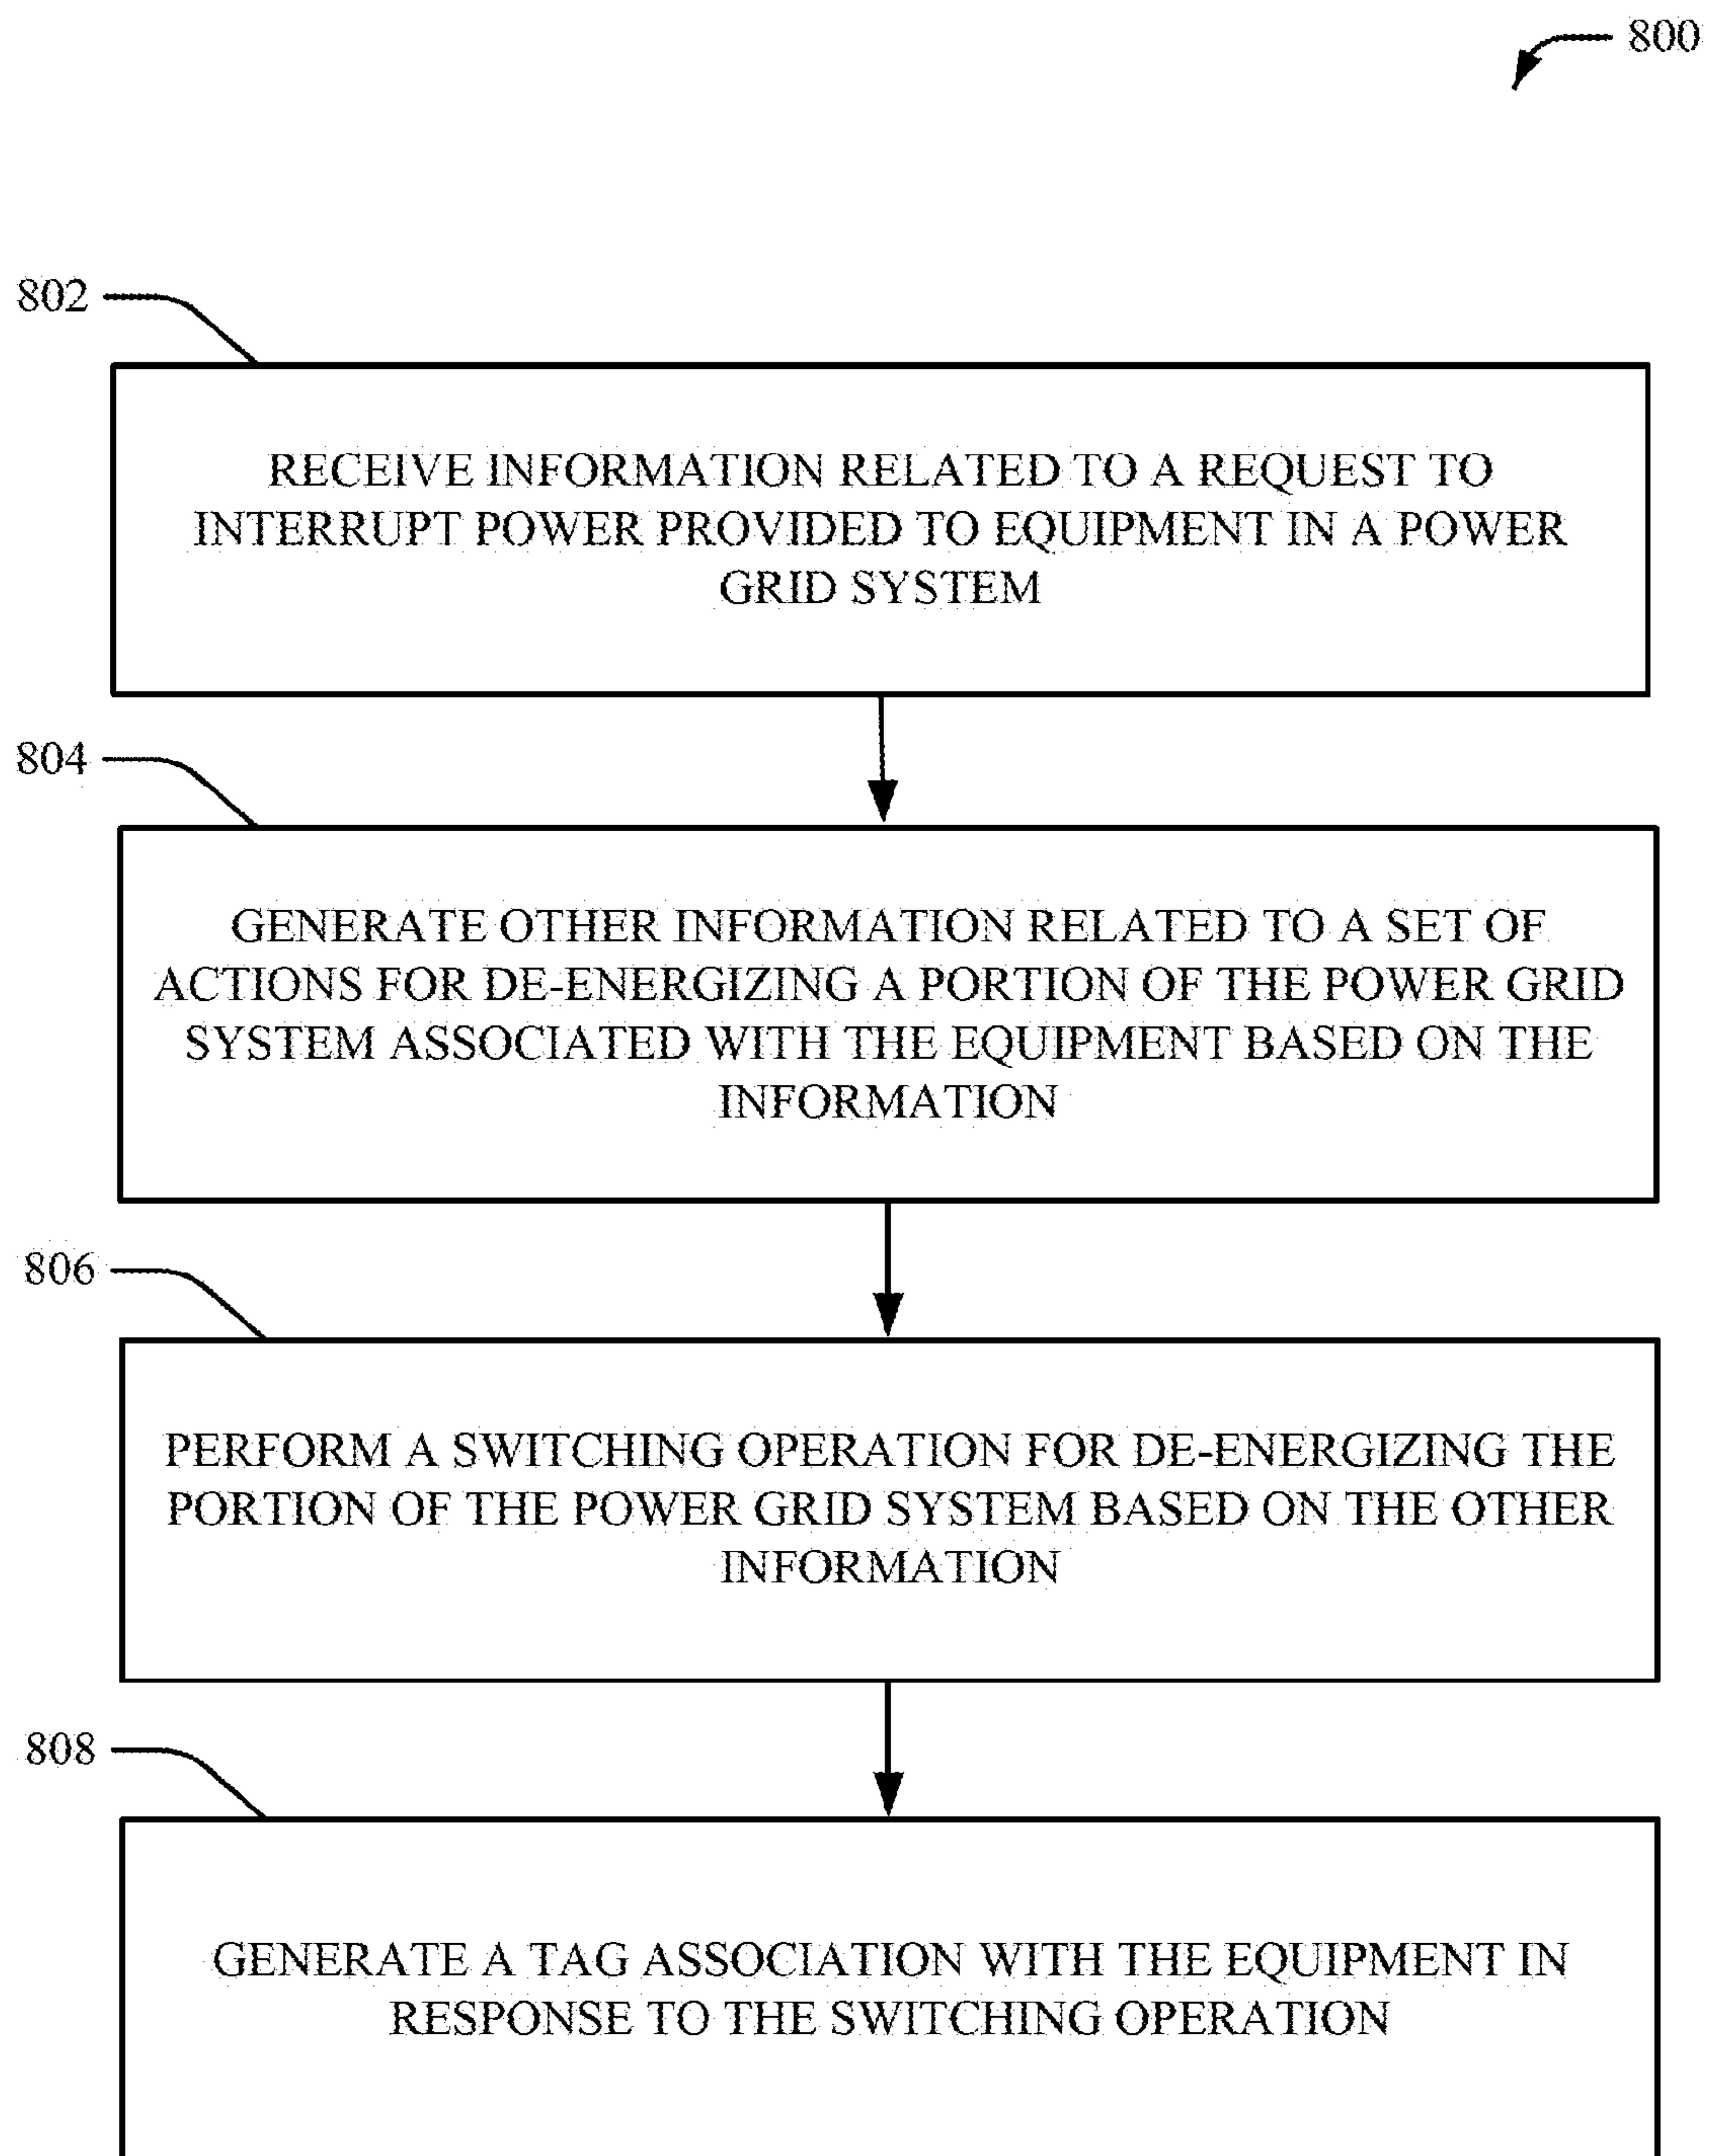 800
802
RECEIVE INFORMATION RELATED TO A REQUEST TO
INTERRUPT POWER PROVIDED TO EQUIPMENT IN A POWER
GRID SYSTEM
804
GENERATE OTHER INFORMATION RELATED TO A SET OF
ACTIONS FOR DE-ENERGIZING A PORTION OF THE POWER GRID
SYSTEM ASSOCIATED WITH THE EQUIPMENT BASED ON THE
INFORMATION
806
PERFORM A SWITCHING OPERATION FOR DE-ENERGIZING THE
PORTION OF THE POWER GRID SYSTEM BASED ON THE OTHER
INFORMATION
808
GENERATE A TAG ASSOCIATION WITH THE EQUIPMENT IN
RESPONSE TO THE SWITCHING OPERATION